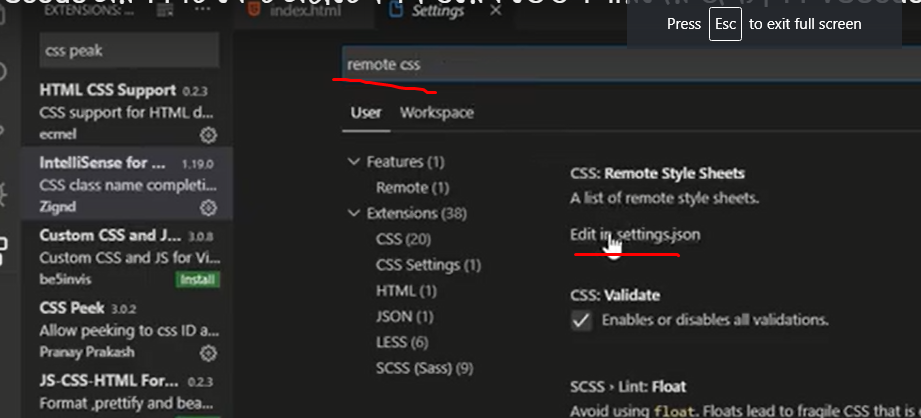 EXTENSIONS: ...
index.html
Settings
Press Esc to exit full screen
css peak
HTML CSS Support 0.2.3
CSS support for HTML d...
ecmel
IntelliSense for ... 1.19.0
CSS class name completi...
Zignd
Custom CSS and J... 3.0.8
Custom CSS and JS for Vi...
be5invis
Install
CSS Peek 3.0.2
Allow peeking to css ID a...
Pranay Prakash
JS-CSS-HTML For... 0.2.3
Format ,prettify and bea...
remote css
User Workspace
Features (1)
Remote (1)
Extensions (38)
CSS (20)
CSS Settings (1)
HTML (1)
JSON (1)
LESS (6)
SCSS (Sass) (9)
CSS: Remote Style Sheets
A list of remote style sheets.
Edit in settings.json
CSS: Validate
Enables or disables all validations.
SCSS › Lint: Float
Avoid using float. Floats lead to fragile CSS that is